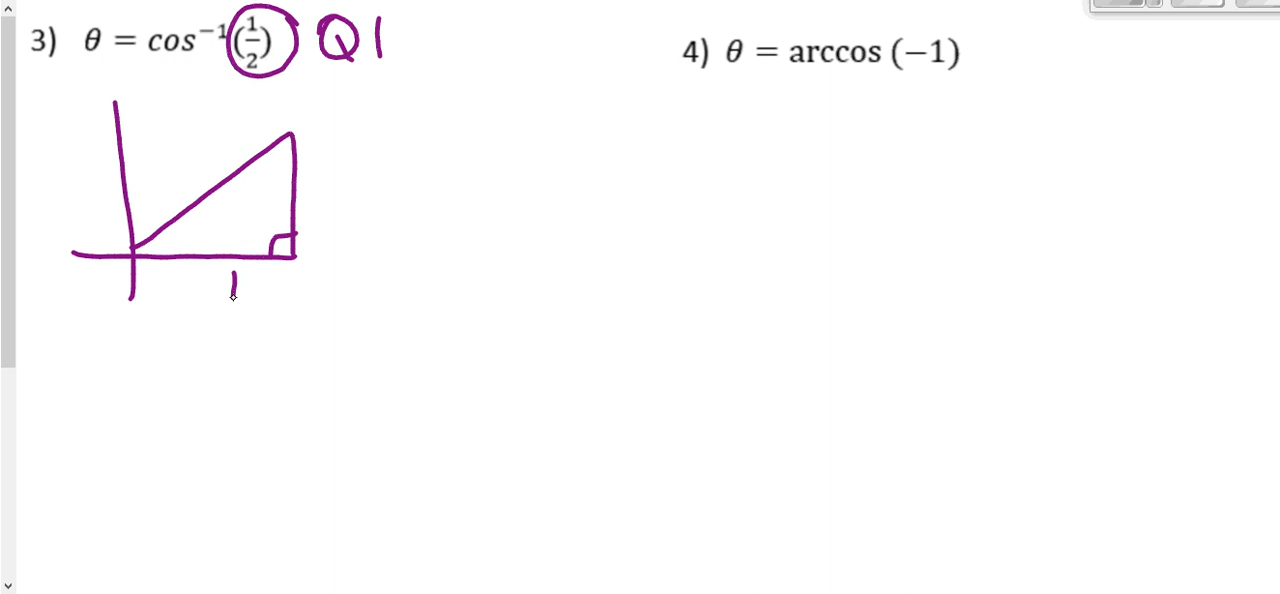 3) θ = cos⁻¹(1/2) Q1
4) θ = arccos (−1)
1